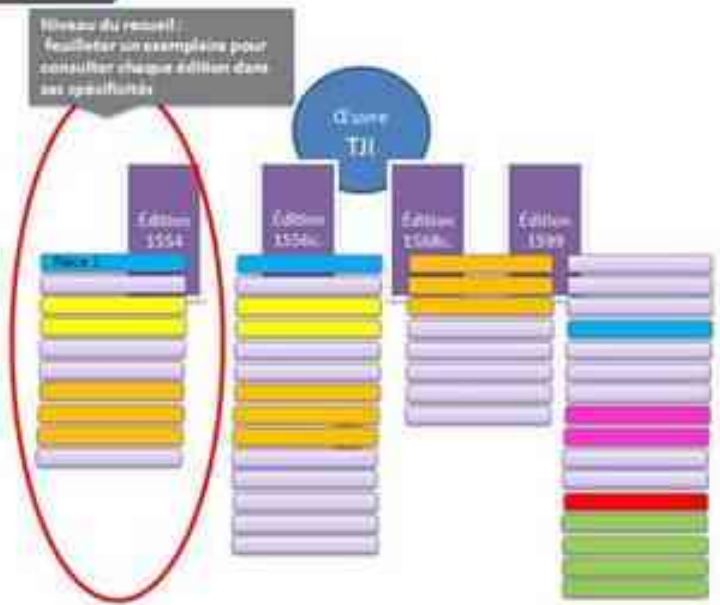 Niveau du recueil :
feuilleter un exemplaire pour
consulter chaque édition dans
ses spécificités
Œuvre
TJI
Édition
1554
Édition
1556c.
Édition
1568c.
Édition
1599
Pièce 1